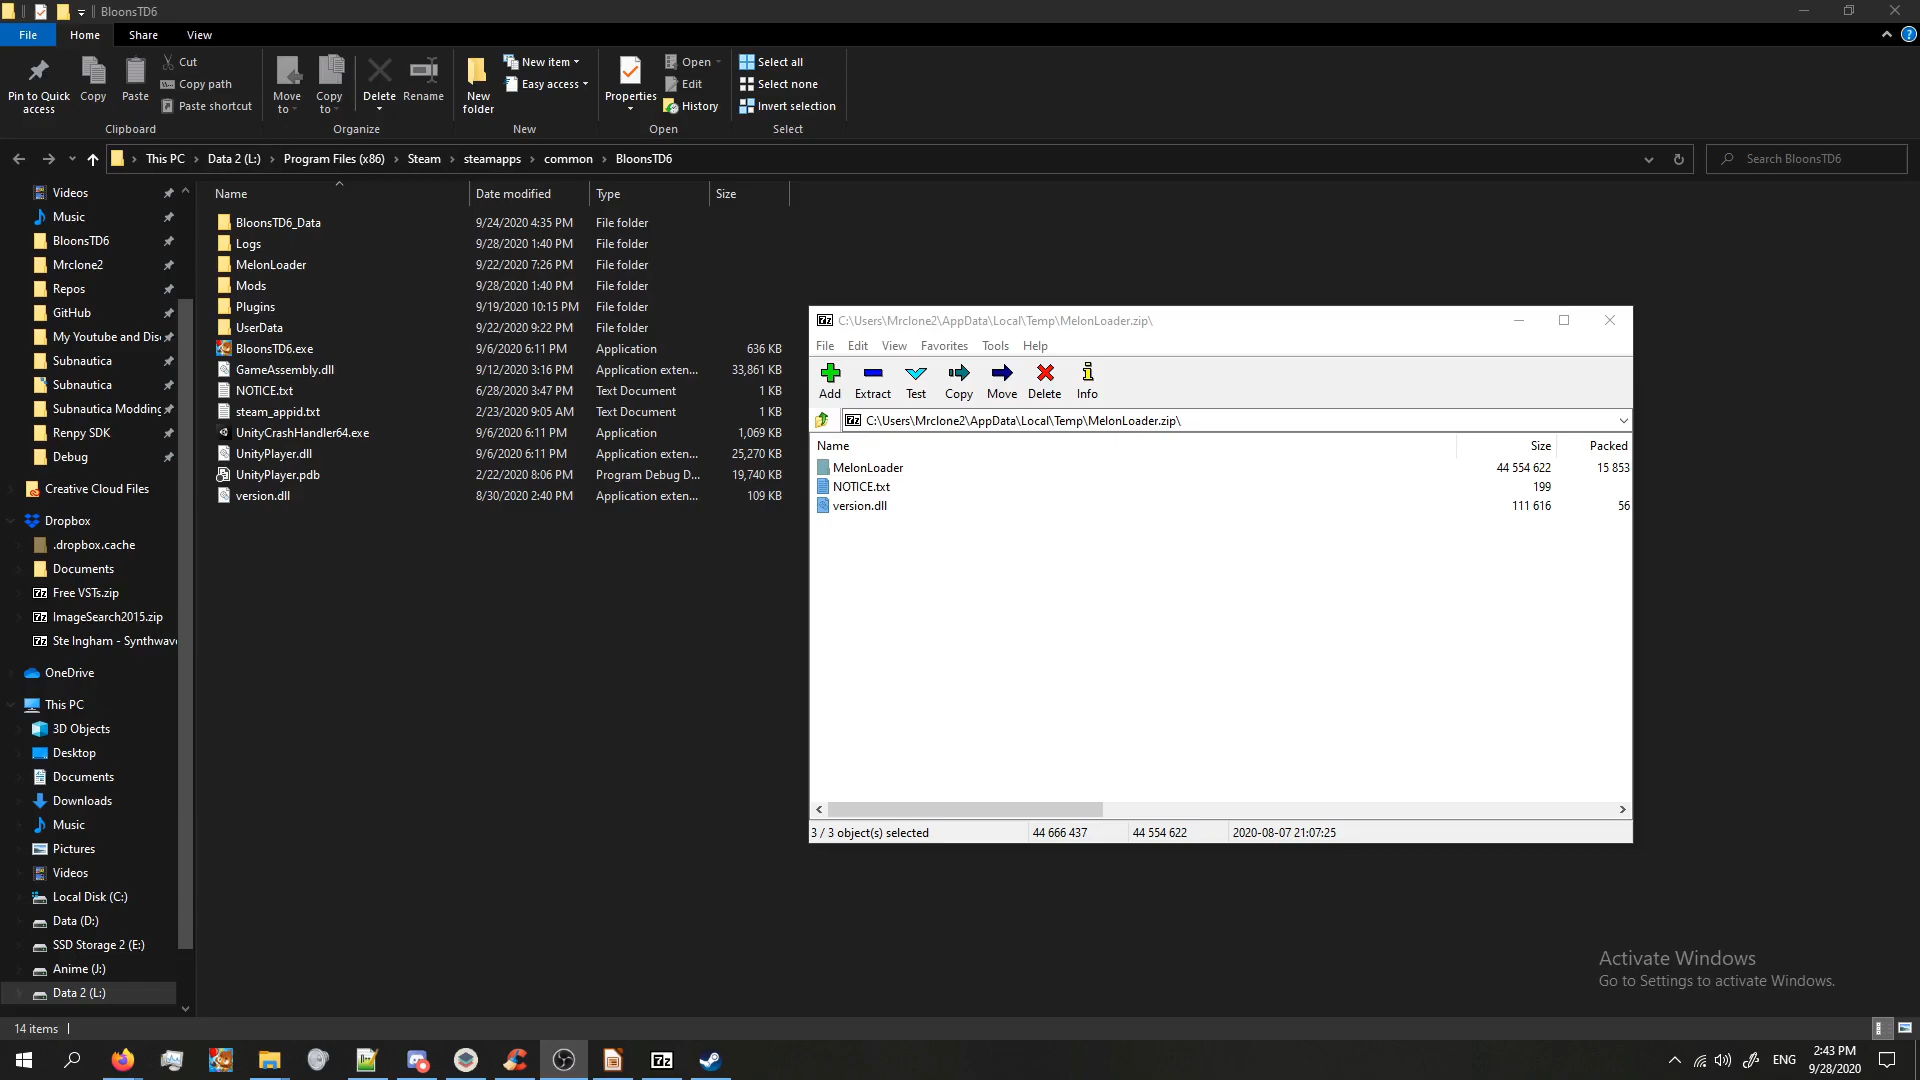 BloonsTD6
File Home Share View
Pin to Quick access
Copy
Paste
Cut
Copy path
Paste shortcut
Move to
Copy to
Delete
Rename
New folder
New item
Easy access
Properties
Open
Edit
History
Select all
Select none
Invert selection
Clipboard Organize New Open Select
This PC > Data 2 (L:) > Program Files (x86) > Steam > steamapps > common > BloonsTD6
Search BloonsTD6
Videos
Music
BloonsTD6
Mrclone2
Repos
GitHub
My Youtube and Dis
Subnautica
Subnautica
Subnautica Modding
Renpy SDK
Debug
Creative Cloud Files
Dropbox
.dropbox.cache
Documents
Free VSTs.zip
ImageSearch2015.zip
Ste Ingham - Synthwav
OneDrive
This PC
3D Objects
Desktop
Documents
Downloads
Music
Pictures
Videos
Local Disk (C:)
Data (D:)
SSD Storage 2 (E:)
Anime (J:)
Data 2 (L:)
Name Date modified Type Size
BloonsTD6_Data 9/24/2020 4:35 PM File folder
Logs 9/28/2020 1:40 PM File folder
MelonLoader 9/22/2020 7:26 PM File folder
Mods 9/28/2020 1:40 PM File folder
Plugins 9/19/2020 10:15 PM File folder
UserData 9/22/2020 9:22 PM File folder
BloonsTD6.exe 9/6/2020 6:11 PM Application 636 KB
GameAssembly.dll 9/12/2020 3:16 PM Application exten... 33,861 KB
NOTICE.txt 6/28/2020 3:47 PM Text Document 1 KB
steam_appid.txt 2/23/2020 9:05 AM Text Document 1 KB
UnityCrashHandler64.exe 9/6/2020 6:11 PM Application 1,069 KB
UnityPlayer.dll 9/6/2020 6:11 PM Application exten... 25,270 KB
UnityPlayer.pdb 2/22/2020 8:06 PM Program Debug D... 19,740 KB
version.dll 8/30/2020 2:40 PM Application exten... 109 KB
7z C:\Users\Mrclone2\AppData\Local\Temp\MelonLoader.zip\
File Edit View Favorites Tools Help
Add Extract Test Copy Move Delete Info
7z C:\Users\Mrclone2\AppData\Local\Temp\MelonLoader.zip\
Name Size Packed
MelonLoader 44 554 622 15 853
NOTICE.txt 199
version.dll 111 616 56
3 / 3 object(s) selected 44 666 437 44 554 622 2020-08-07 21:07:25
Activate Windows
Go to Settings to activate Windows.
14 items
7z
ENG
2:43 PM
9/28/2020